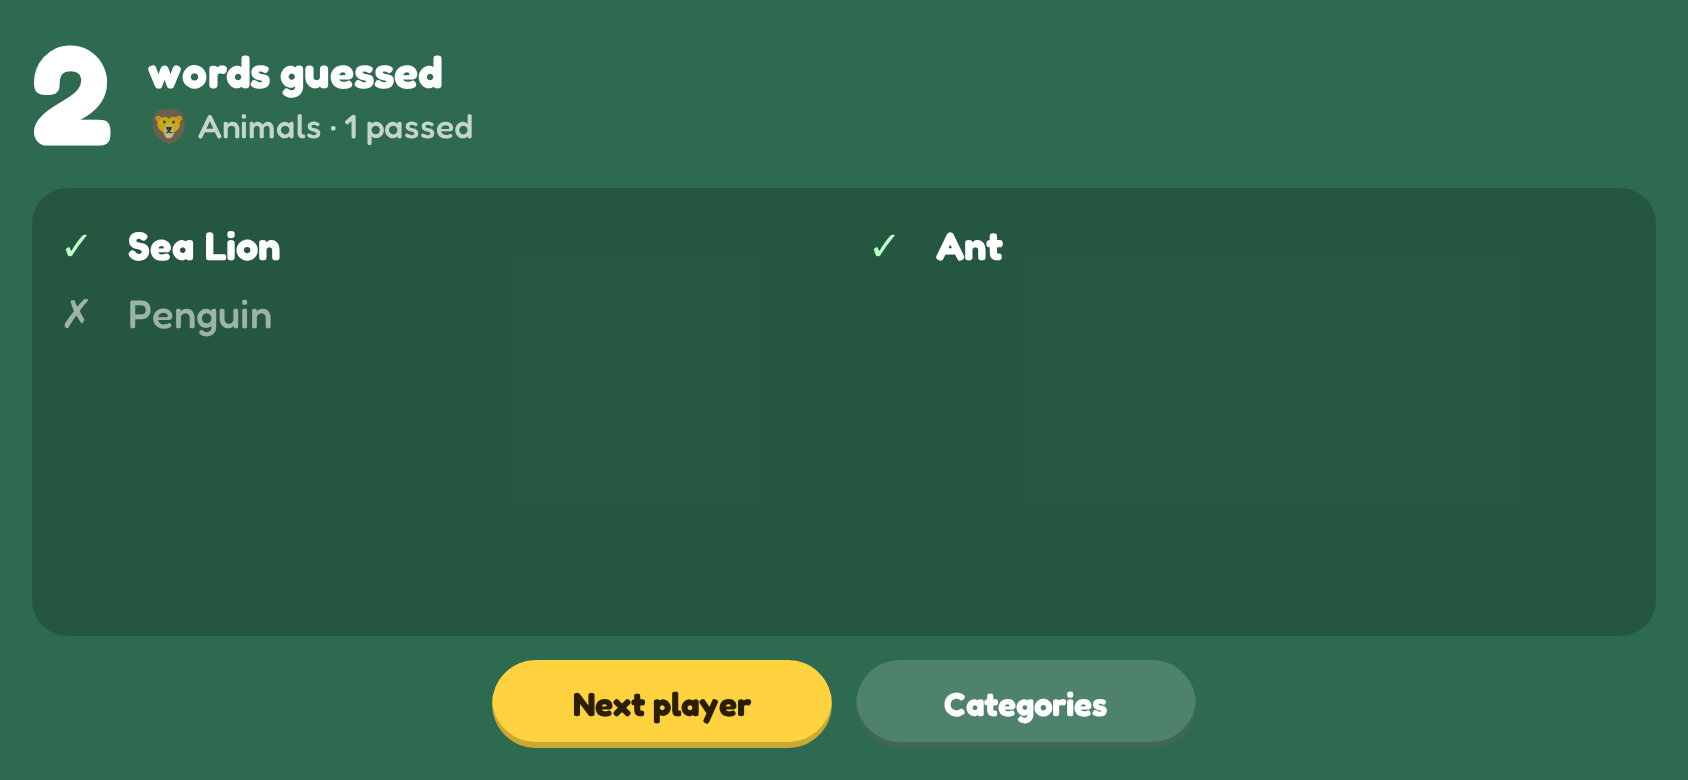 2
words guessed
🦁 Animals · 1 passed
✓ Sea Lion
✓ Ant
✗ Penguin
Next player
Categories